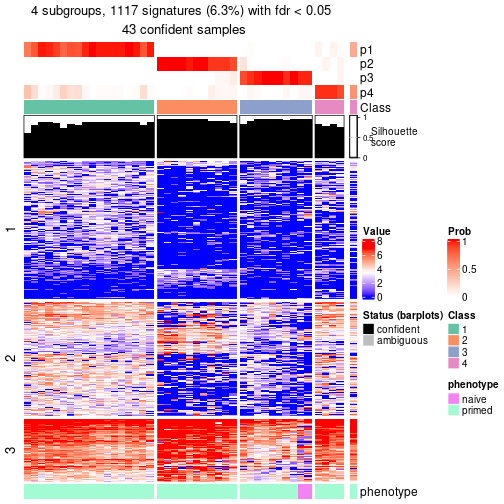 4 subgroups, 1117 signatures (6.3%) with fdr < 0.05
43 confident samples
p1
p2
p3
p4
Class
1
0.5
0
Silhouette
score
1
2
3
Value
8
6
4
2
0
Prob
1
0.5
0
Status (barplots)
confident
ambiguous
Class
1
2
3
4
phenotype
naive
primed
phenotype